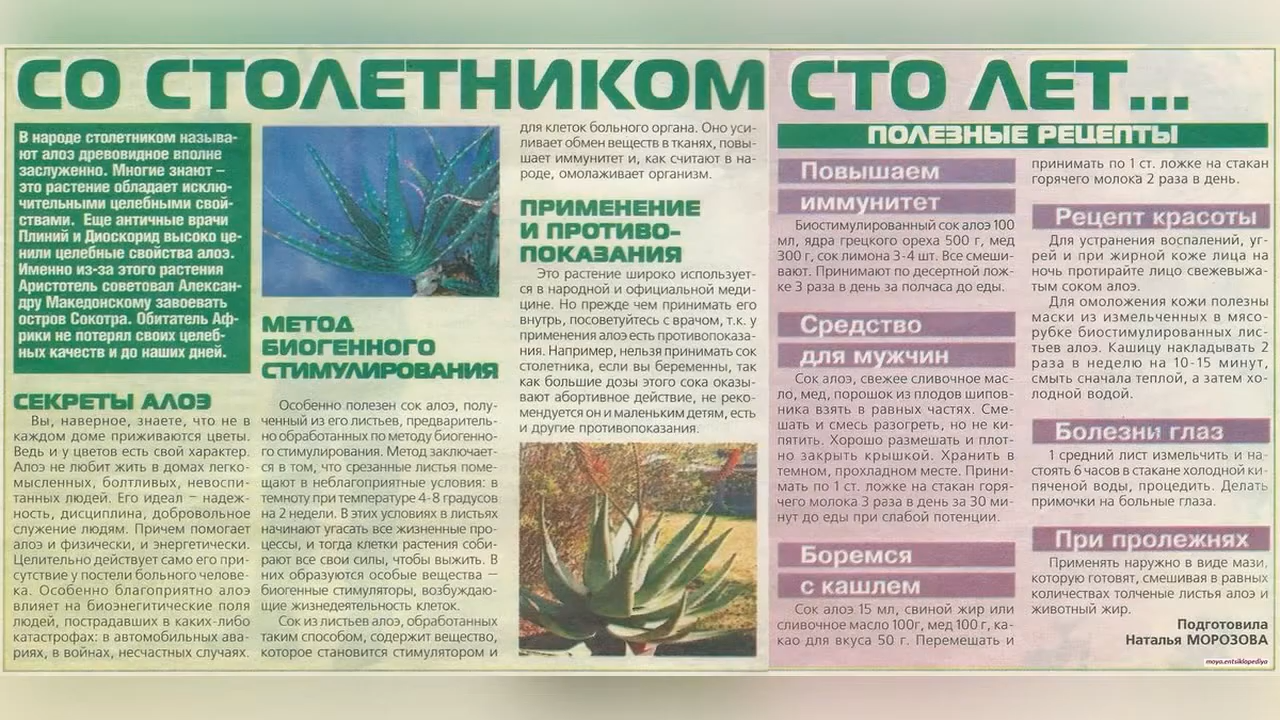 СО СТОЛЕТНИКОМ СТО ЛЕТ...
В народе столетником называ-
ют алоэ древовидное вполне
заслуженно. Многие знают –
это растение обладает исклю-
чительными целебными свой-
ствами. Еще античные врачи
Плиний и Диоскорид высоко це-
нили целебные свойства алоэ.
Именно из-за этого растения
Аристотель советовал Алексан-
дру Македонскому завоевать
остров Сокотра. Обитатель Аф-
рики не потерял своих целеб-
ных качеств и до наших дней.
СЕКРЕТЫ АЛОЭ
Вы, наверное, знаете, что не в
каждом доме приживаются цветы.
Ведь и у цветов есть свой характер.
Алоэ не любит жить в домах легко-
мысленных, болтливых, невоспи-
танных людей. Его идеал – надеж-
ность, дисциплина, добровольное
служение людям. Причем помогает
алоэ и физически, и энергетически.
Целительно действует само его при-
сутствие у постели больного челове-
ка. Особенно благоприятно алоэ
влияет на биоэнегитические поля
людей, пострадавших в каких-либо
катастрофах: в автомобильных ава-
риях, в войнах, несчастных случаях.
МЕТОД
БИОГЕННОГО
СТИМУЛИРОВАНИЯ
Особенно полезен сок алоэ, полу-
ченный из его листьев, предваритель-
но обработанных по методу биогенно-
го стимулирования. Метод заключает-
ся в том, что срезанные листья поме-
щают в неблагоприятные условия: в
темноту при температуре 4-8 градусов
на 2 недели. В этих условиях в листьях
начинают угасать все жизненные про-
цессы, и тогда клетки растения соби-
рают все свои силы, чтобы выжить. В
них образуются особые вещества –
биогенные стимуляторы, возбуждаю-
щие жизнедеятельность клеток.
Сок из листьев алоэ, обработанных
таким способом, содержит вещество,
которое становится стимулятором и
для клеток больного органа. Оно уси-
ливает обмен веществ в тканях, повы-
шает иммунитет и, как считают в на-
роде, омолаживает организм.
ПРИМЕНЕНИЕ
И ПРОТИВО-
ПОКАЗАНИЯ
Это растение широко использует-
ся в народной и официальной меди-
цине. Но прежде чем принимать его
внутрь, посоветуйтесь с врачом, т.к. у
применения алоэ есть противопоказа-
ния. Например, нельзя принимать сок
столетника, если вы беременны, так
как большие дозы этого сока оказы-
вают абортивное действие, не реко-
мендуется он и маленьким детям, есть
и другие противопоказания.
ПОЛЕЗНЫЕ РЕЦЕПТЫ
Повышаем
иммунитет
Биостимулированный сок алоэ 100
мл, ядра грецкого ореха 500 г, мед
300 г, сок лимона 3-4 шт. Все смеши-
вают. Принимают по десертной лож-
ке 3 раза в день за полчаса до еды.
Средство
для мужчин
Сок алоэ, свежее сливочное мас-
ло, мед, порошок из плодов шипов-
ника взять в равных частях. Сме-
шать и смесь разогреть, но не ки-
пятить. Хорошо размешать и плот-
но закрыть крышкой. Хранить в
темном, прохладном месте. Прини-
мать по 1 ст. ложке на стакан горя-
чего молока 3 раза в день за 30 ми-
нут до еды при слабой потенции.
Боремся
с кашлем
Сок алоэ 15 мл, свиной жир или
сливочное масло 100г, мед 100 г, ка-
као для вкуса 50 г. Перемешать и
принимать по 1 ст. ложке на стакан
горячего молока 2 раза в день.
Рецепт красоты
Для устранения воспалений, уг-
рей и при жирной коже лица на
ночь протирайте лицо свежевыжа-
тым соком алоэ.
Для омоложения кожи полезны
маски из измельченных в мясо-
рубке биостимулированных лис-
тьев алоэ. Кашицу накладывать 2
раза в неделю на 10-15 минут,
смыть сначала теплой, а затем хо-
лодной водой.
Болезни глаз
1 средний лист измельчить и на-
стоять 6 часов в стакане холодной ки-
пяченой воды, процедить. Делать
примочки на больные глаза.
При пролежнях
Применять наружно в виде мази,
которую готовят, смешивая в равных
количествах толченые листья алоэ и
животный жир.
Подготовила
Наталья МОРОЗОВА
moya.entsiklopediya